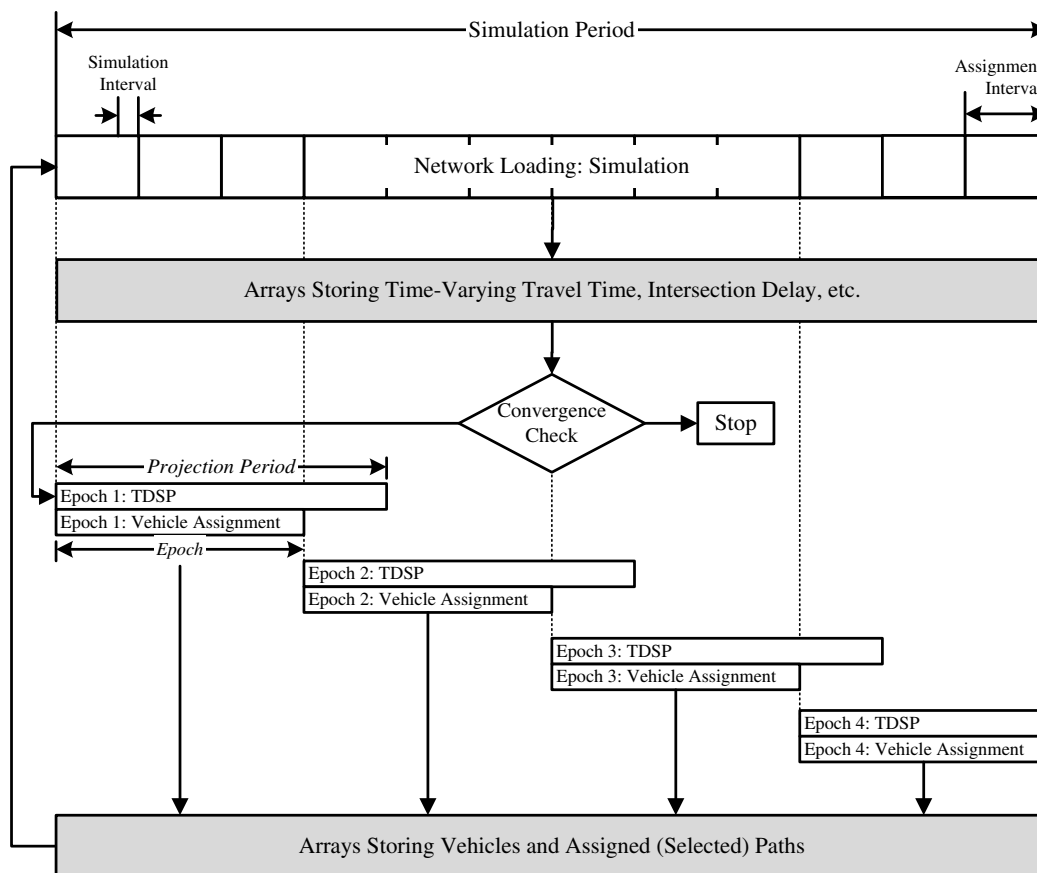 Simulation Period
Simulation
Interval
Assignmen
Interva
Network Loading: Simulation
Arrays Storing Time-Varying Travel Time, Intersection Delay, etc.
Convergence
Check
Stop
Projection Period
Epoch 1: TDSP
Epoch 1: Vehicle Assignment
Epoch
Epoch 2: TDSP
Epoch 2: Vehicle Assignment
Epoch 3: TDSP
Epoch 3: Vehicle Assignment
Epoch 4: TDSP
Epoch 4: Vehicle Assignment
Arrays Storing Vehicles and Assigned (Selected) Paths